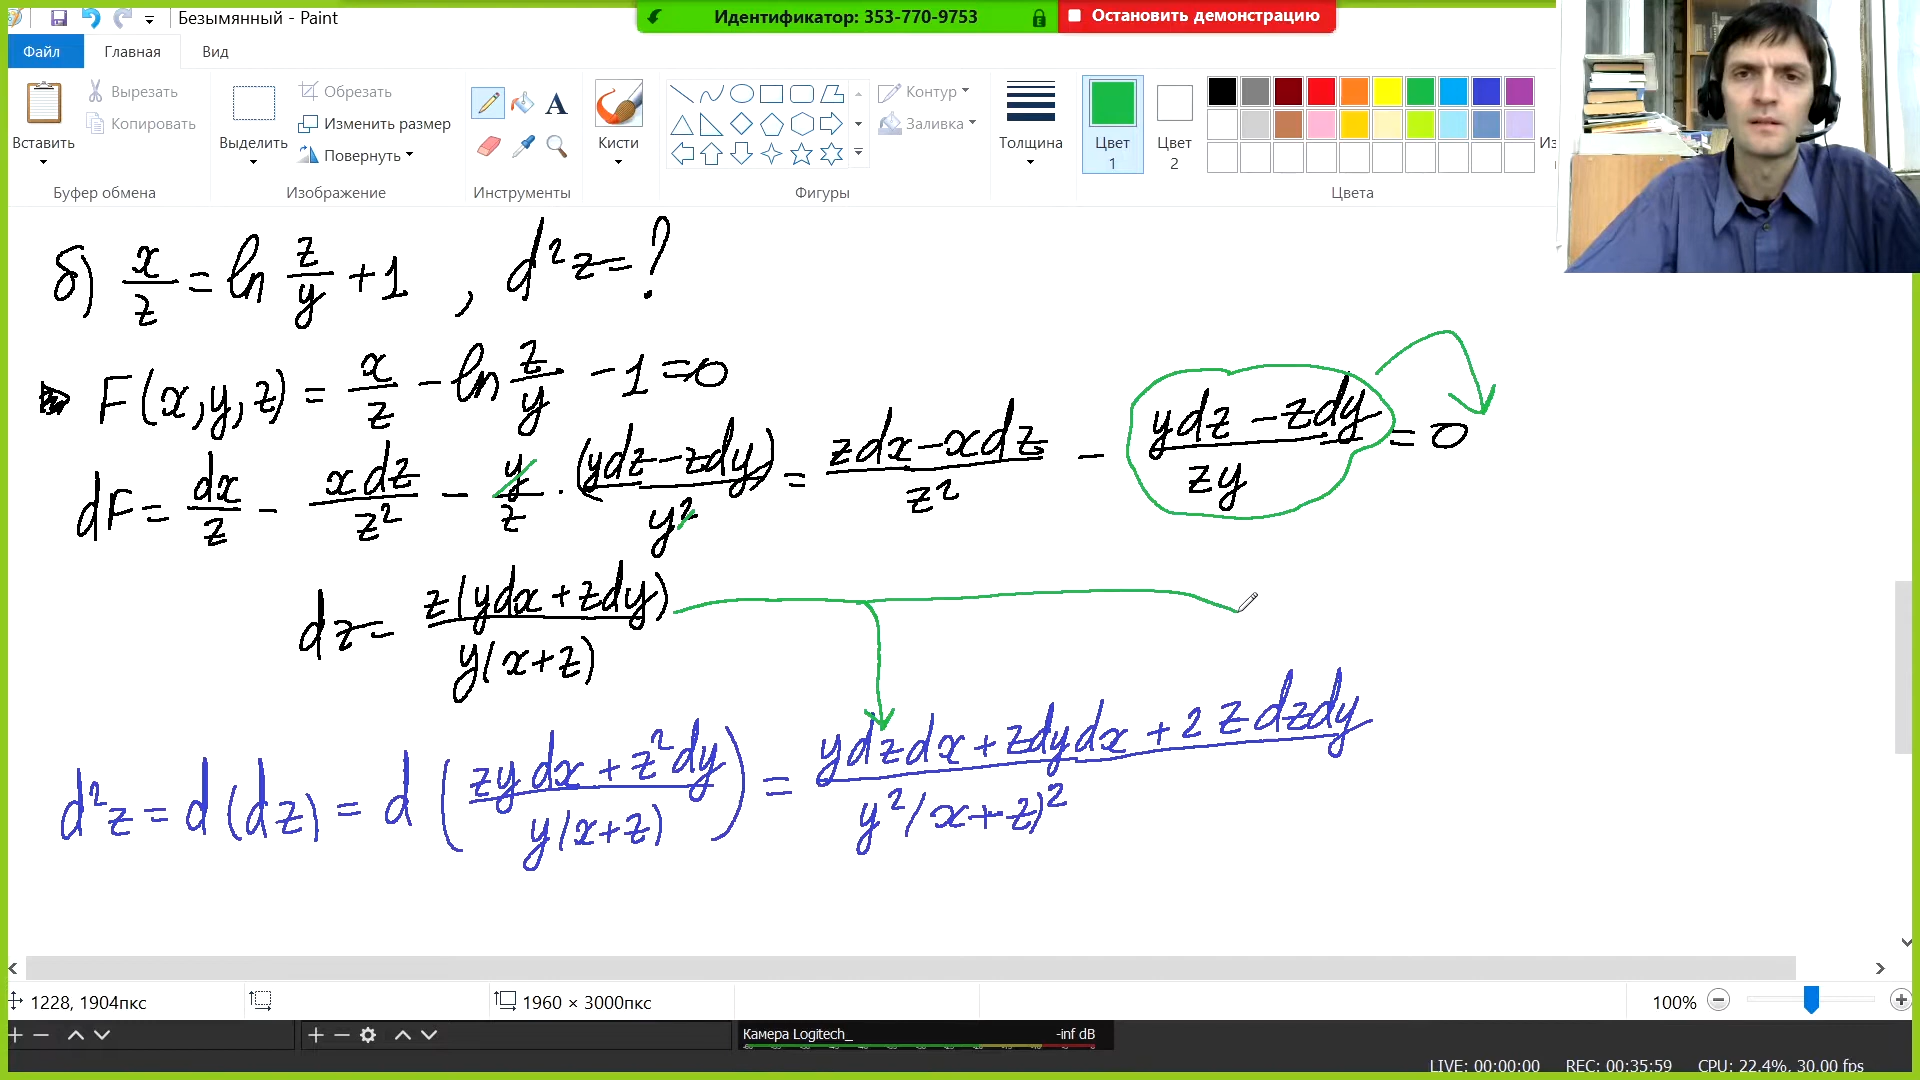 Безымянный - Paint
Идентификатор: 353-770-9753
Остановить демонстрацию
Файл Главная Вид
Вставить
Вырезать
Копировать
Буфер обмена
Выделить
Обрезать
Изменить размер
Повернуть
Изображение
A
Инструменты
Кисти
Контур
Заливка
Фигуры
Толщина
Цвет 1
Цвет 2
Цвета
Из
б) x/z = ln z/y + 1 , d²z = ?
F(x,y,z) = x/z - ln z/y - 1 = 0
dF = dx/z - xdz/z² - y/z · (ydz - zdy)/y² = (zdx - xdz)/z² - (ydz - zdy)/zy = 0
dz = z(ydx + zdy)/y(x+z)
d²z = d(dz) = d(zydx + z²dy / y(x+z)) = ydzdx + zdydx + 2zdzdy / y²(x+z)²
1228, 1904пкс
1960 × 3000пкс
100%
Камера Logitech_
-inf dB
LIVE: 00:00:00 REC: 00:35:59 CPU: 22.4%, 30.00 fps